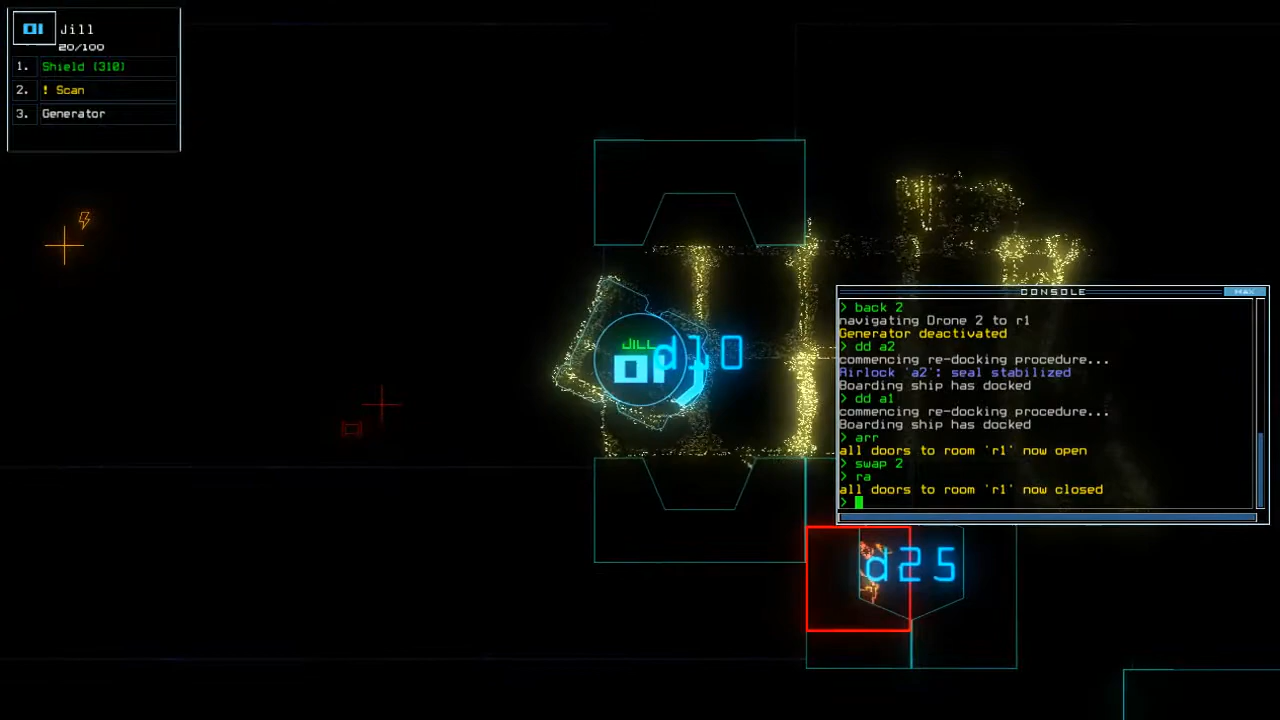 01 Jill
20/100
1. Shield (310)
2. ! Scan
3. Generator
JILL
01
d10
d25
CONSOLE
MAX
> back 2
navigating Drone 2 to r1
Generator deactivated
> dd a2
commencing re-docking procedure...
Airlock 'a2': seal stabilized
Boarding ship has docked
> dd a1
commencing re-docking procedure...
Boarding ship has docked
> arr
all doors to room 'r1' now open
> swap 2
> ra
all doors to room 'r1' now closed
>